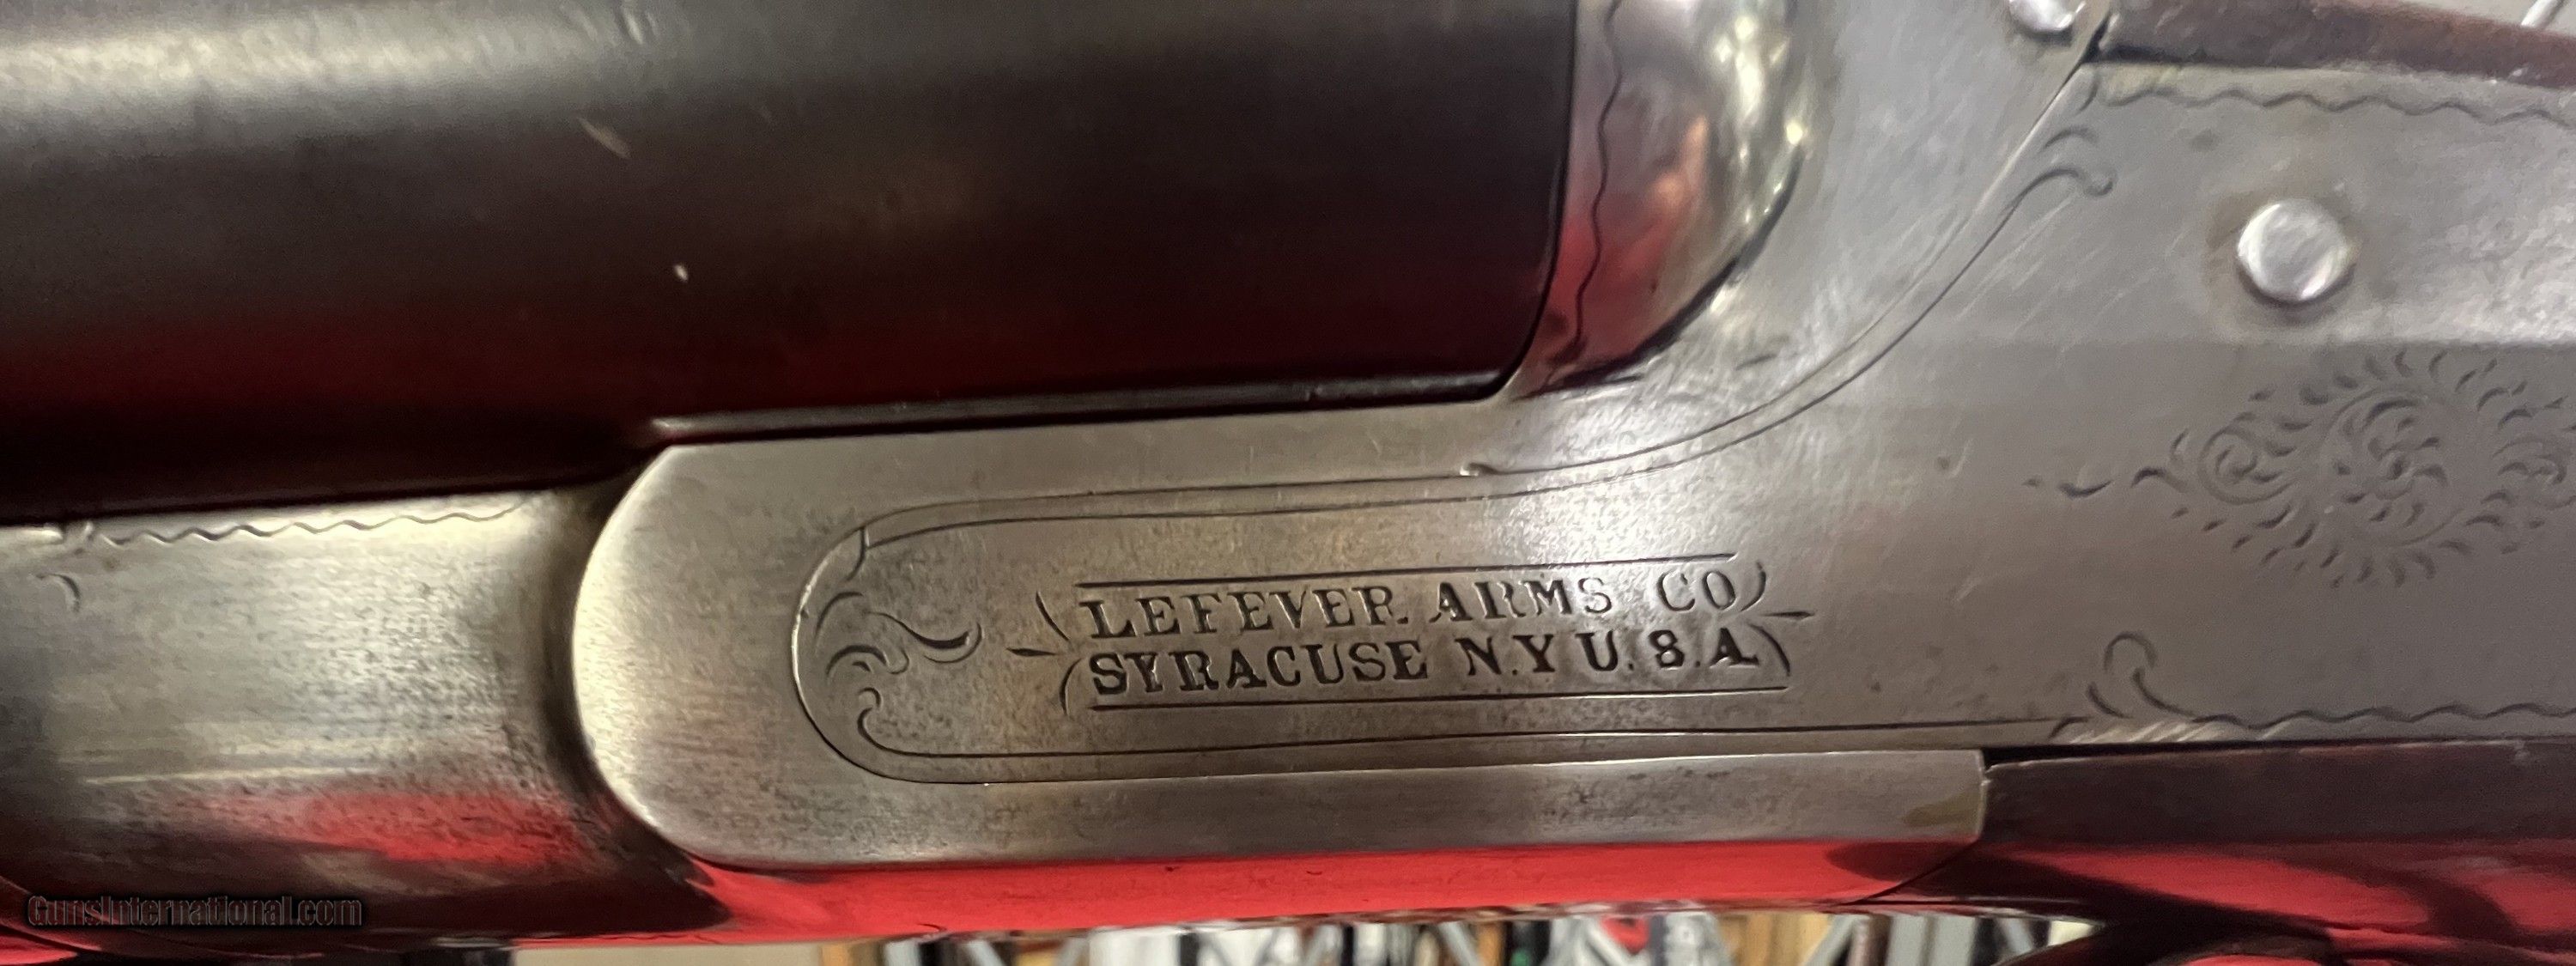 LEFEVER ARMS CO
SYRACUSE N.Y U.S.A.
GunsInternational.com